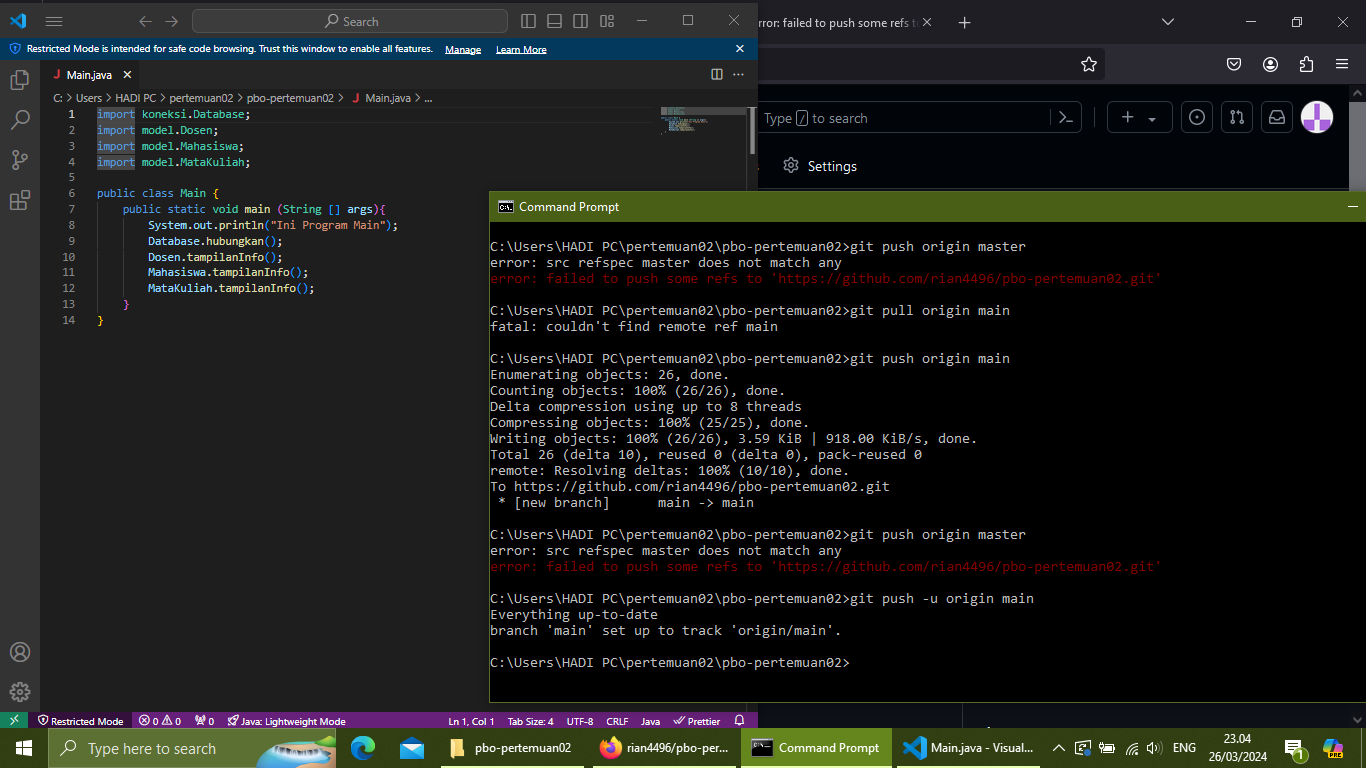 Search
error: failed to push some refs t
Restricted Mode is intended for safe code browsing. Trust this window to enable all features. Manage Learn More
J Main.java
C: > Users > HADI PC > pertemuan02 > pbo-pertemuan02 > J Main.java > ...
1 import koneksi.Database;
2 import model.Dosen;
3 import model.Mahasiswa;
4 import model.MataKuliah;
5
6 public class Main {
7 public static void main (String [] args){
8 System.out.println("Ini Program Main");
9 Database.hubungkan();
10 Dosen.tampilanInfo();
11 Mahasiswa.tampilanInfo();
12 MataKuliah.tampilanInfo();
13 }
14 }
Type / to search
Settings
Command Prompt
C:\Users\HADI PC\pertemuan02\pbo-pertemuan02>git push origin master
error: src refspec master does not match any
error: failed to push some refs to 'https://github.com/rian4496/pbo-pertemuan02.git'
C:\Users\HADI PC\pertemuan02\pbo-pertemuan02>git pull origin main
fatal: couldn't find remote ref main
C:\Users\HADI PC\pertemuan02\pbo-pertemuan02>git push origin main
Enumerating objects: 26, done.
Counting objects: 100% (26/26), done.
Delta compression using up to 8 threads
Compressing objects: 100% (25/25), done.
Writing objects: 100% (26/26), 3.59 KiB | 918.00 KiB/s, done.
Total 26 (delta 10), reused 0 (delta 0), pack-reused 0
remote: Resolving deltas: 100% (10/10), done.
To https://github.com/rian4496/pbo-pertemuan02.git
* [new branch] main -> main
C:\Users\HADI PC\pertemuan02\pbo-pertemuan02>git push origin master
error: src refspec master does not match any
error: failed to push some refs to 'https://github.com/rian4496/pbo-pertemuan02.git'
C:\Users\HADI PC\pertemuan02\pbo-pertemuan02>git push -u origin main
Everything up-to-date
branch 'main' set up to track 'origin/main'.
C:\Users\HADI PC\pertemuan02\pbo-pertemuan02>
Restricted Mode 0 0 0 Java: Lightweight Mode Ln 1, Col 1 Tab Size: 4 UTF-8 CRLF Java Prettier
Type here to search pbo-pertemuan02 rian4496/pbo-per... Command Prompt Main.java - Visual... ENG 23.04
26/03/2024
1
PRE